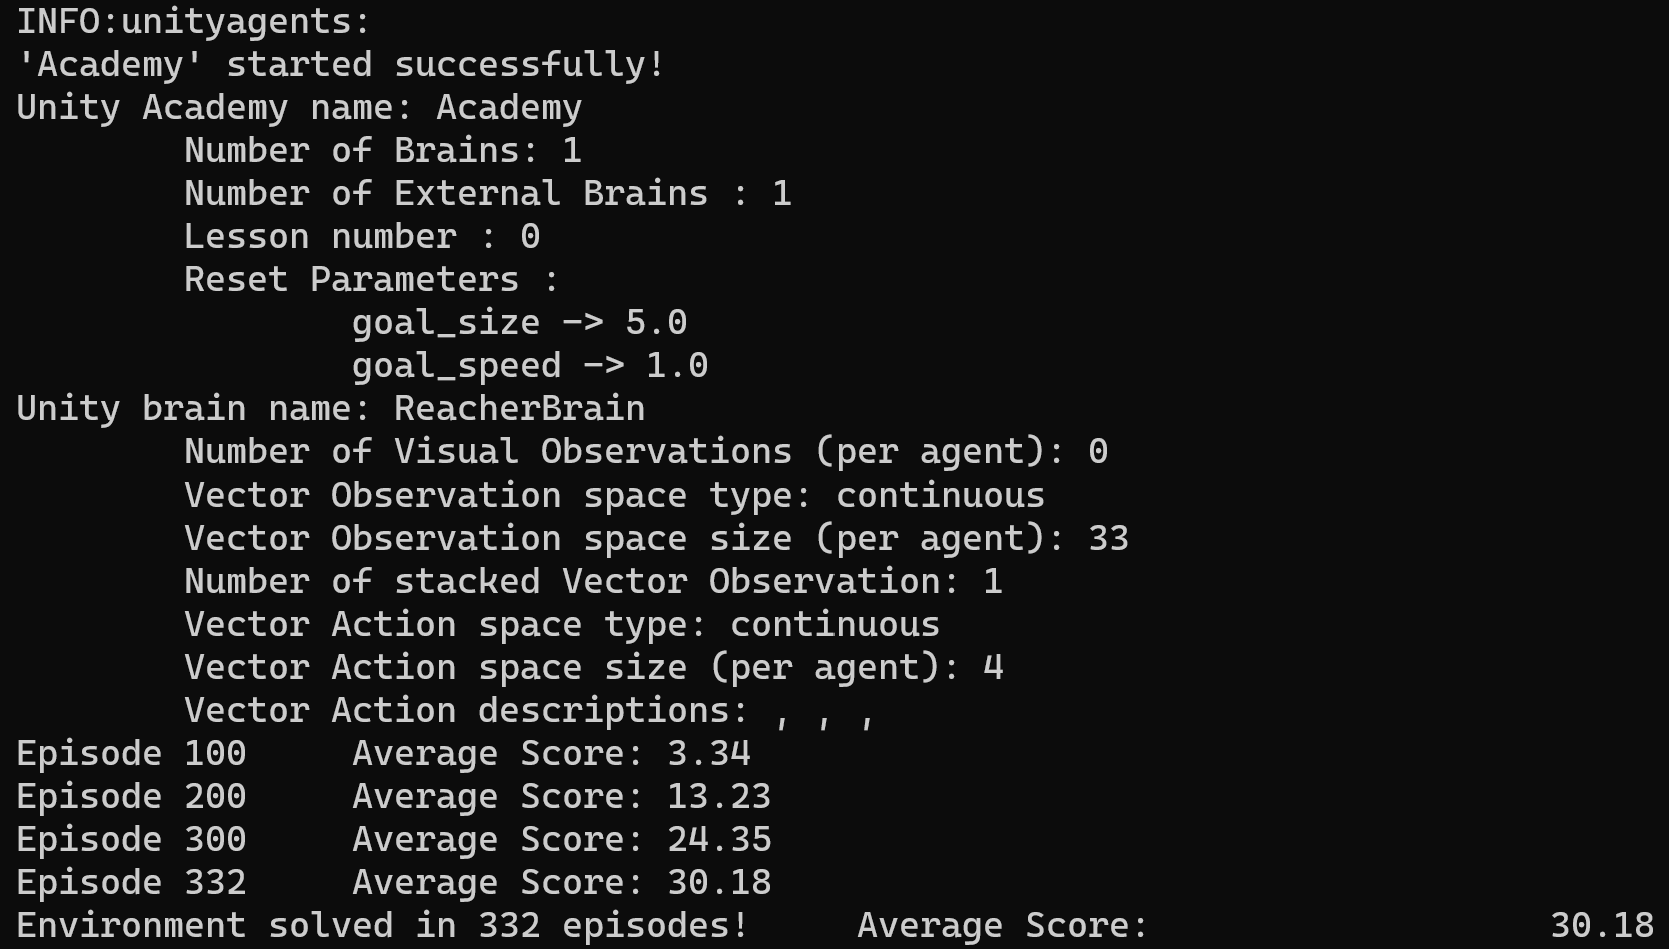 INFO:unityagents:
'Academy' started successfully!
Unity Academy name: Academy
Number of Brains: 1
Number of External Brains : 1
Lesson number : 0
Reset Parameters :
goal_size -> 5.0
goal_speed -> 1.0
Unity brain name: ReacherBrain
Number of Visual Observations (per agent): 0
Vector Observation space type: continuous
Vector Observation space size (per agent): 33
Number of stacked Vector Observation: 1
Vector Action space type: continuous
Vector Action space size (per agent): 4
Vector Action descriptions: , , ,
Episode 100 Average Score: 3.34
Episode 200 Average Score: 13.23
Episode 300 Average Score: 24.35
Episode 332 Average Score: 30.18
Environment solved in 332 episodes! Average Score: 30.18